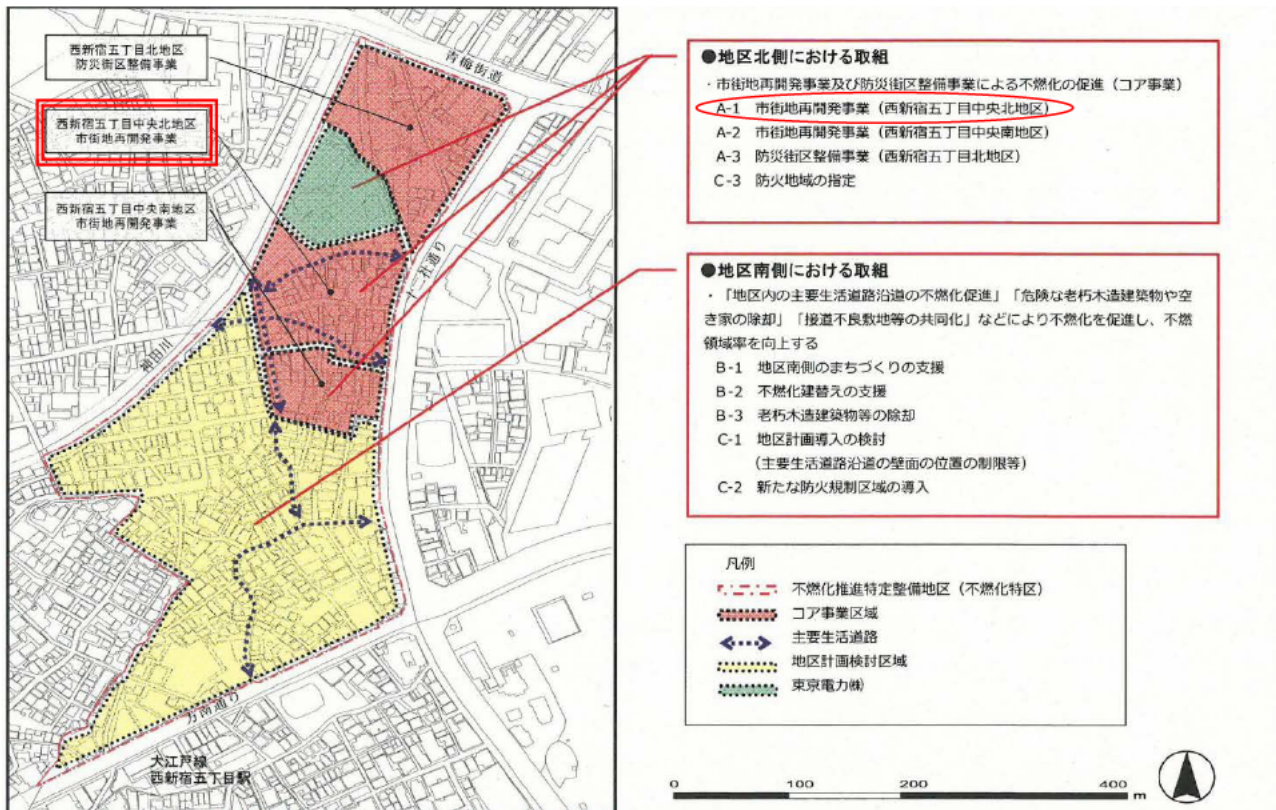 西新宿五丁目北地区
防災街区整備事業
西新宿五丁目中央北地区
市街地再開発事業
西新宿五丁目中央南地区
市街地再開発事業
青梅街道
十二社通り
神田川
方南通り
大江戸線
西新宿五丁目駅
●地区北側における取組
・市街地再開発事業及び防災街区整備事業による不燃化の促進（コア事業）
A-1 市街地再開発事業（西新宿五丁目中央北地区）
A-2 市街地再開発事業（西新宿五丁目中央南地区）
A-3 防災街区整備事業（西新宿五丁目北地区）
C-3 防火地域の指定
●地区南側における取組
・「地区内の主要生活道路沿道の不燃化促進」「危険な老朽木造建築物や空
き家の除却」「接道不良敷地等の共同化」などにより不燃化を促進し、不燃
領域率を向上する
B-1 地区南側のまちづくりの支援
B-2 不燃化建替えの支援
B-3 老朽木造建築物等の除却
C-1 地区計画導入の検討
（主要生活道路沿道の壁面の位置の制限等）
C-2 新たな防火規制区域の導入
凡例
不燃化推進特定整備地区（不燃化特区）
コア事業区域
主要生活道路
地区計画検討区域
東京電力㈱
0 100 200 400 m